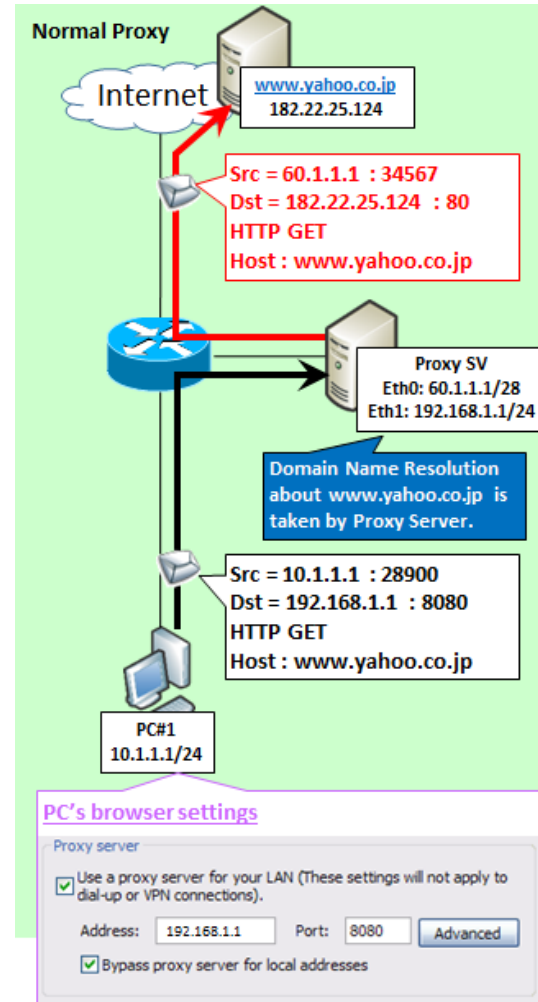 Normal Proxy
Internet
www.yahoo.co.jp
182.22.25.124
Src = 60.1.1.1 : 34567
Dst = 182.22.25.124 : 80
HTTP GET
Host : www.yahoo.co.jp
Proxy SV
Eth0: 60.1.1.1/28
Eth1: 192.168.1.1/24
Domain Name Resolution
about www.yahoo.co.jp is
taken by Proxy Server.
Src = 10.1.1.1 : 28900
Dst = 192.168.1.1 : 8080
HTTP GET
Host : www.yahoo.co.jp
PC#1
10.1.1.1/24
PC's browser settings
Proxy server
Use a proxy server for your LAN (These settings will not apply to
dial-up or VPN connections).
Address: 192.168.1.1 Port: 8080 Advanced
Bypass proxy server for local addresses